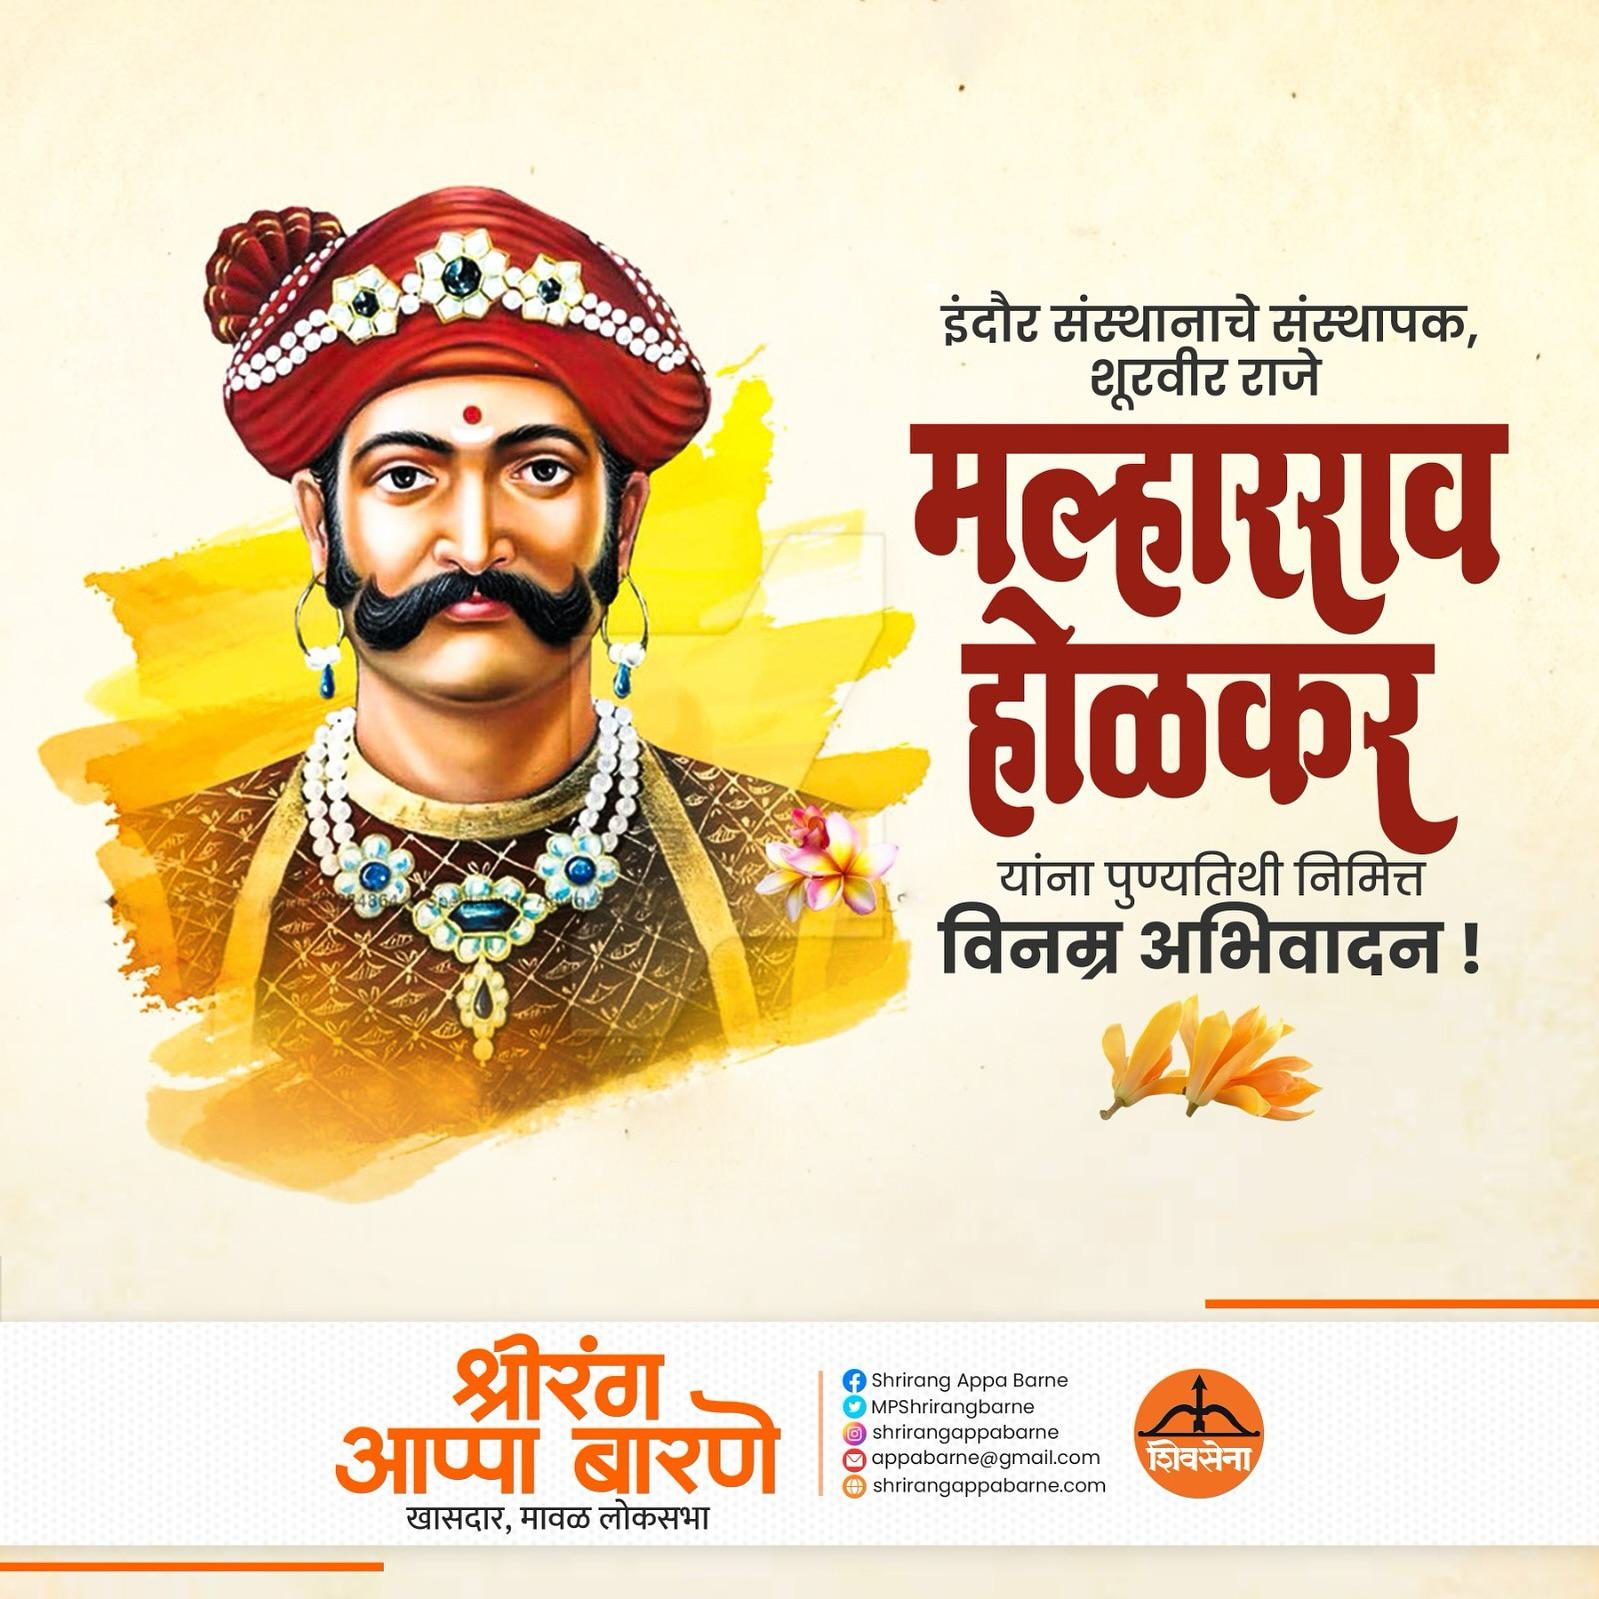 इंदौर संस्थानाचे संस्थापक,
शूरवीर राजे
मल्हारराव
होळकर
यांना पुण्यतिथी निमित्त
विनम्र अभिवादन !
श्रीरंग
आप्पा बारणे
खासदार, मावळ लोकसभा
Shrirang Appa Barne
MPShrirangbarne
shrirangappabarne
appabarne@gmail.com
shrirangappabarne.com
शिवसेना